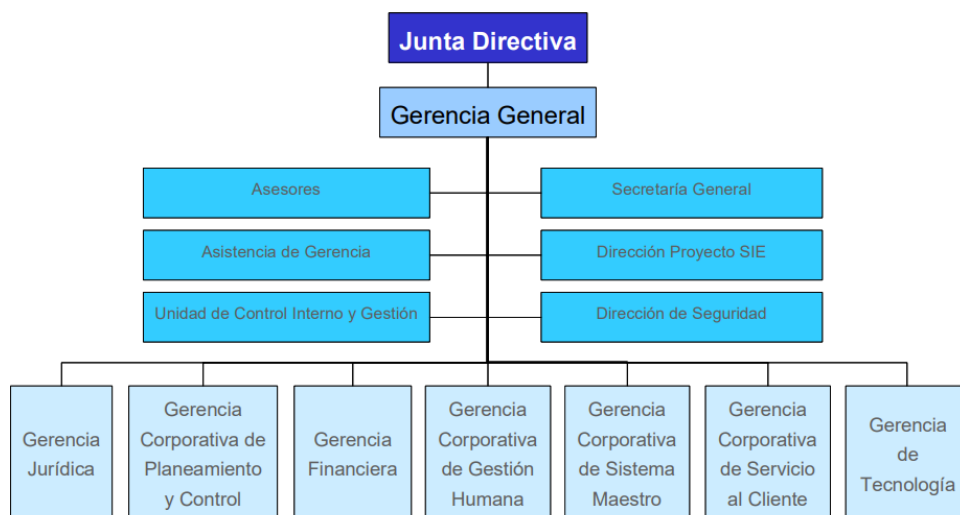 Junta Directiva
Gerencia General
Asesores
Secretaría General
Asistencia de Gerencia
Dirección Proyecto SIE
Unidad de Control Interno y Gestión
Dirección de Seguridad
Gerencia
Jurídica
Gerencia
Corporativa de
Planeamiento
y Control
Gerencia
Financiera
Gerencia
Corporativa
de Gestión
Humana
Gerencia
Corporativa
de Sistema
Maestro
Gerencia
Corporativa
de Servicio
al Cliente
Gerencia
de
Tecnología